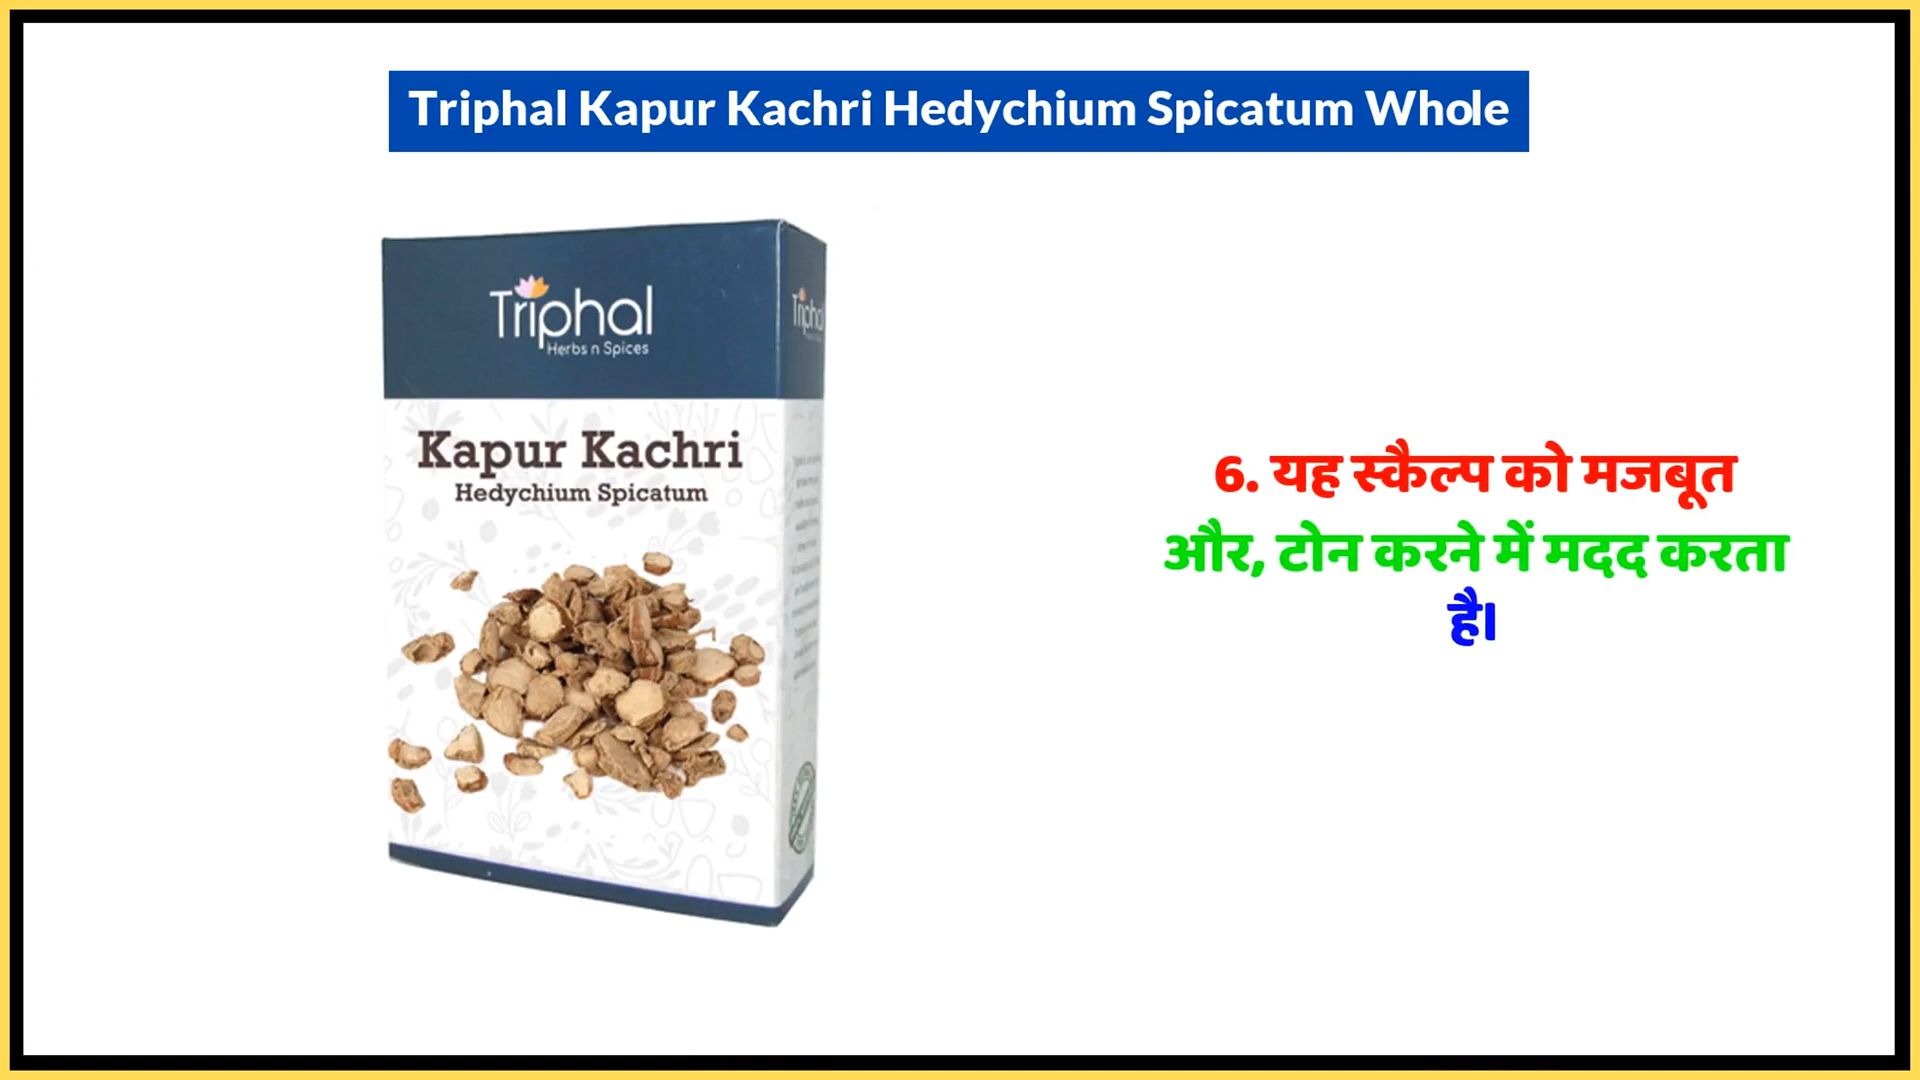 Triphal Kapur Kachri Hedychium Spicatum Whole
Triphal
Herbs n Spices
Triphal
Kapur Kachri
Hedychium Spicatum
6. यह स्कैल्प को मजबूत
और, टोन करने में मदद करता
है।